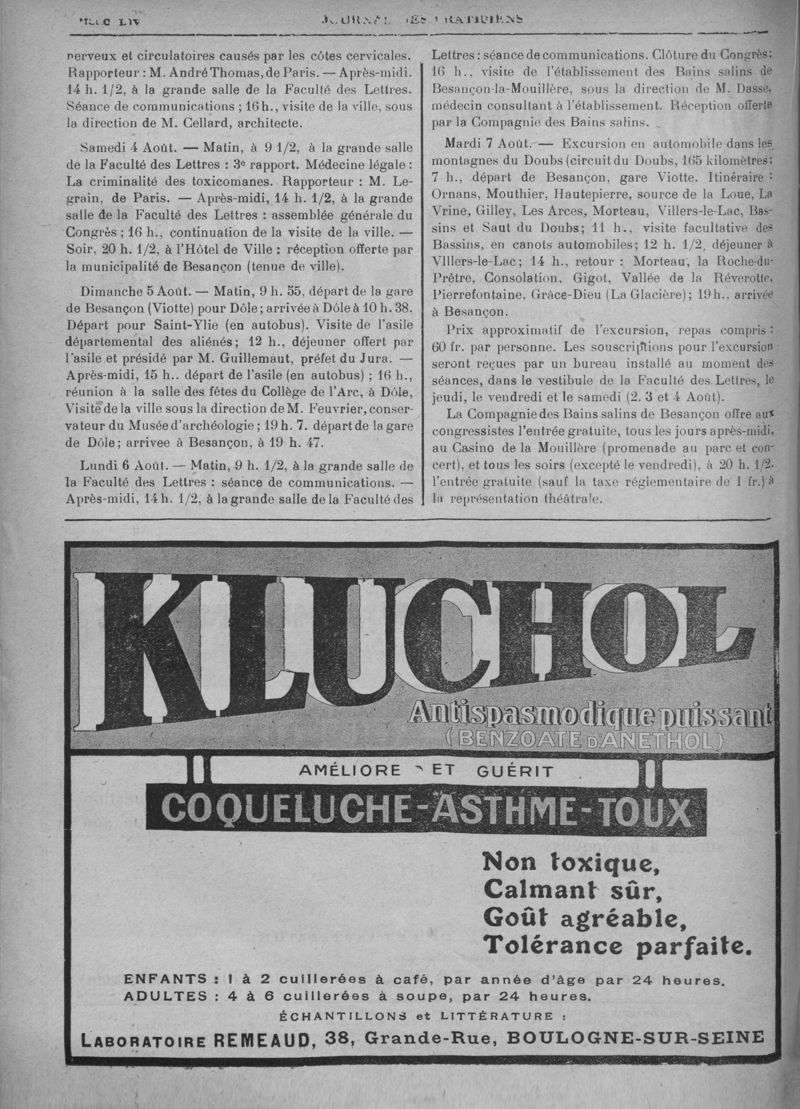 JOURNAL DES PRATICIENS
nerveux et circulatoires causés par les côtes cervicales.
Rapporteur : M. André Thomas, de Paris. — Après-midi.
14 h. 1/2, à la grande salle de la Faculté des Lettres.
Séance de communications ; 16 h., visite de la ville, sous
la direction de M. Cellard, architecte.
Samedi 4 Août. — Matin, à 9 1/2, à la grande salle
de la Faculté des Lettres : 3e rapport. Médecine légale :
La criminalité des toxicomanes. Rapporteur : M. Le-
grain, de Paris. — Après-midi, 14 h. 1/2, à la grande
salle de la Faculté des Lettres : assemblée générale du
Congrès ; 16 h., continuation de la visite de la ville. —
Soir, 20 h. 1/2, à l'Hôtel de Ville : réception offerte par
la municipalité de Besançon (tenue de ville).
Dimanche 5 Août. — Matin, 9 h. 35, départ de la gare
de Besançon (Viotte) pour Dôle ; arrivée à Dôle à 10 h. 38.
Départ pour Saint-Ylie (en autobus). Visite de l'asile
départemental des aliénés ; 12 h., déjeuner offert par
l'asile et présidé par M. Guillemaut, préfet du Jura. —
Après-midi, 15 h.. départ de l'asile (en autobus) ; 16 h.,
réunion à la salle des fêtes du Collège de l'Arc, à Dôle,
Visite de la ville sous la direction de M. Feuvrier, conser-
vateur du Musée d'archéologie ; 19 h. 7. départ de la gare
de Dôle ; arrivee à Besançon, à 19 h. 47.
Lundi 6 Août. — Matin, 9 h. 1/2, à la grande salle de
la Faculté des Lettres : séance de communications. —
Après-midi, 14 h. 1/2, à la grande salle de la Faculté des
Lettres : séance de communications. Clôture du Congrès ;
16 h., visite de l'établissement des Bains salins de
Besançon-la-Mouillère, sous la direction de M. Dasse,
médecin consultant à l'établissement. Réception offerte
par la Compagnie des Bains salins.
Mardi 7 Août. — Excursion en automobile dans les
montagnes du Doubs (circuit du Doubs, 165 kilomètres ;
7 h., départ de Besançon, gare Viotte. Itinéraire :
Ornans, Mouthier, Hautepierre, source de la Loue, La
Vrine, Gilley, Les Arces, Morteau, Villers-le-Lac, Bas-
sins et Saut du Doubs ; 11 h., visite facultative des
Bassins, en canots automobiles ; 12 h. 1/2, déjeuner à
Villers-le-Lac ; 14 h., retour : Morteau, la Roche-du-
Prêtre, Consolation, Gigot, Vallée de la Réverotte,
Pierrefontaine, Grâce-Dieu (La Glacière) ; 19 h.. arrivée
à Besançon.
Prix approximatif de l'excursion, repas compris :
60 fr. par personne. Les souscriptions pour l'excursion
seront reçues par un bureau installé au moment des
séances, dans le vestibule de la Faculté des Lettres, le
jeudi, le vendredi et le samedi (2. 3 et 4 Août).
La Compagnie des Bains salins de Besançon offre aux
congressistes l'entrée gratuite, tous les jours après-midi,
au Casino de la Mouillère (promenade au parc et con-
cert), et tous les soirs (excepté le vendredi), à 20 h. 1/2.
l'entrée gratuite (sauf la taxe réglementaire de 1 fr.) à
la représentation théâtrale.
KLUCHOL
Antispasmodique puissant
(BENZOATE D'ANETHOL)
AMÉLIORE ET GUÉRIT
COQUELUCHE-ASTHME-TOUX
Non toxique,
Calmant sûr,
Goût agréable,
Tolérance parfaite.
ENFANTS : 1 à 2 cuillerées à café, par année d'âge par 24 heures.
ADULTES : 4 à 6 cuillerées à soupe, par 24 heures.
ÉCHANTILLONS et LITTÉRATURE :
LABORATOIRE REMEAUD, 38, Grande-Rue, BOULOGNE-SUR-SEINE